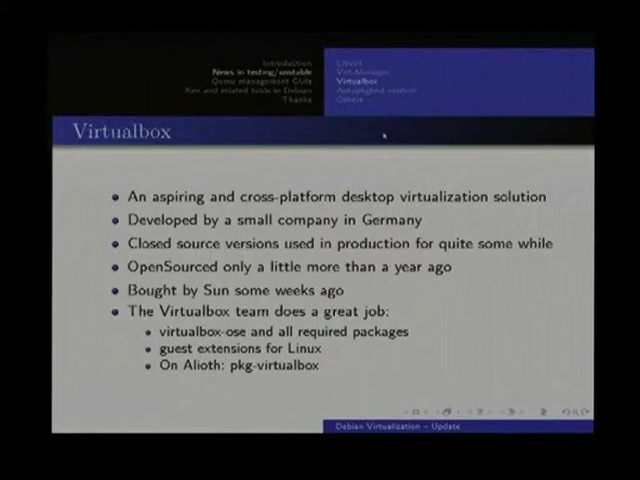 Introduction
News in testing/unstable
Qemu management GUIs
Xen and related tools in Debian
Thanks
Libvirt
Virt-Manager
Virtualbox
Others
Virtualbox
An aspiring and cross-platform desktop virtualization solution
Developed by a small company in Germany
Closed source versions used in production for quite some while
OpenSourced only a little more than a year ago
Bought by Sun some weeks ago
The Virtualbox team does a great job:
virtualbox-ose and all required packages
guest extensions for Linux
On Alioth: pkg-virtualbox
Debian Virtualization – Update